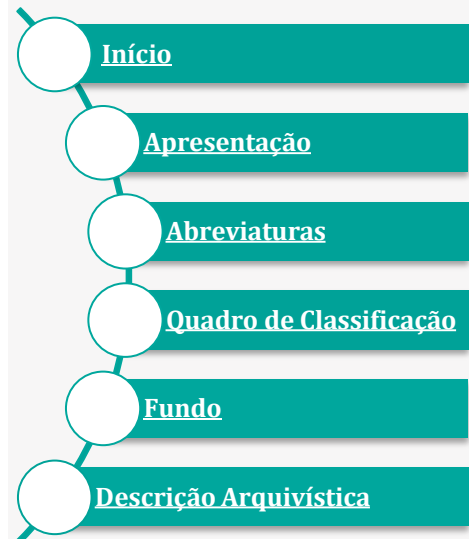 Início
Apresentação
Abreviaturas
Quadro de Classificação
Fundo
Descrição Arquivística